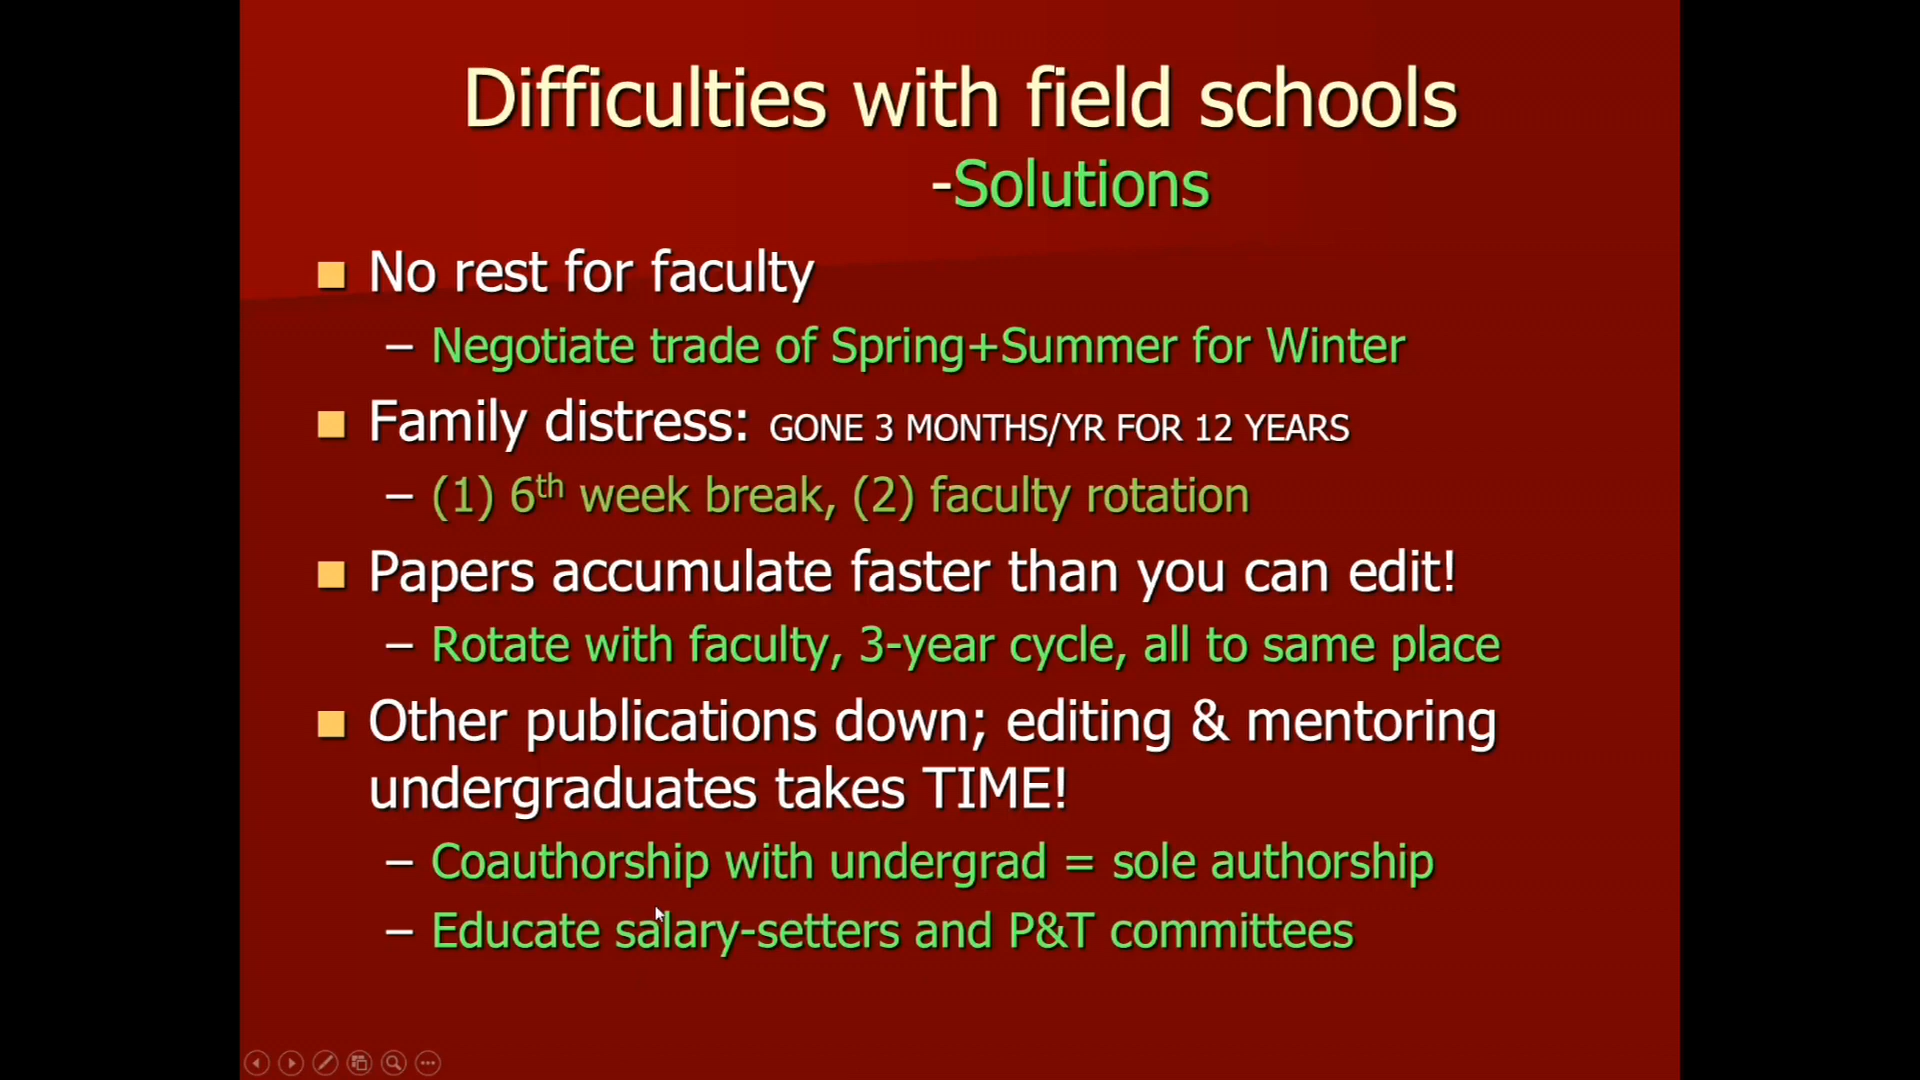 Difficulties with field schools
-Solutions
No rest for faculty
– Negotiate trade of Spring+Summer for Winter
Family distress: GONE 3 MONTHS/YR FOR 12 YEARS
– (1) 6th week break, (2) faculty rotation
Papers accumulate faster than you can edit!
– Rotate with faculty, 3-year cycle, all to same place
Other publications down; editing & mentoring
undergraduates takes TIME!
– Coauthorship with undergrad = sole authorship
– Educate salary-setters and P&T committees